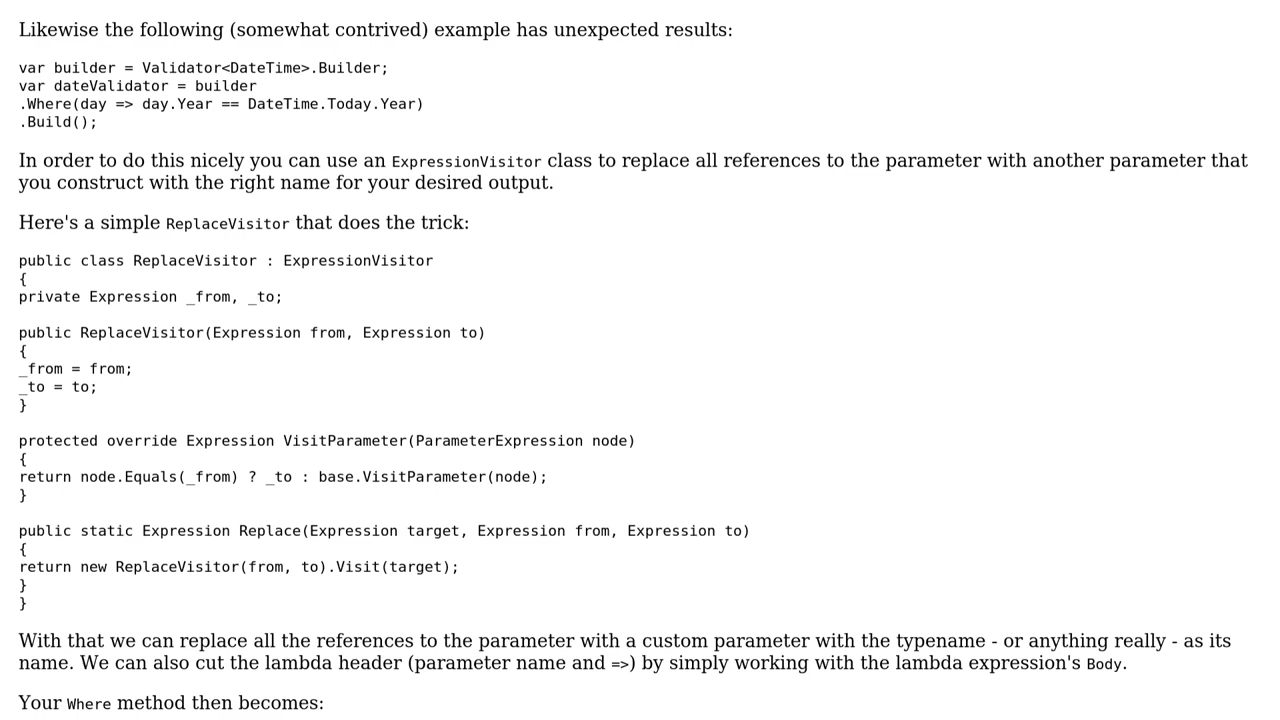 Likewise the following (somewhat contrived) example has unexpected results:
var builder = Validator<DateTime>.Builder;
var dateValidator = builder
.Where(day => day.Year == DateTime.Today.Year)
.Build();
In order to do this nicely you can use an ExpressionVisitor class to replace all references to the parameter with another parameter that
you construct with the right name for your desired output.
Here's a simple ReplaceVisitor that does the trick:
public class ReplaceVisitor : ExpressionVisitor
{
private Expression _from, _to;
public ReplaceVisitor(Expression from, Expression to)
{
_from = from;
_to = to;
}
protected override Expression VisitParameter(ParameterExpression node)
{
return node.Equals(_from) ? _to : base.VisitParameter(node);
}
public static Expression Replace(Expression target, Expression from, Expression to)
{
return new ReplaceVisitor(from, to).Visit(target);
}
}
With that we can replace all the references to the parameter with a custom parameter with the typename - or anything really - as its
name. We can also cut the lambda header (parameter name and =>) by simply working with the lambda expression's Body.
Your Where method then becomes: